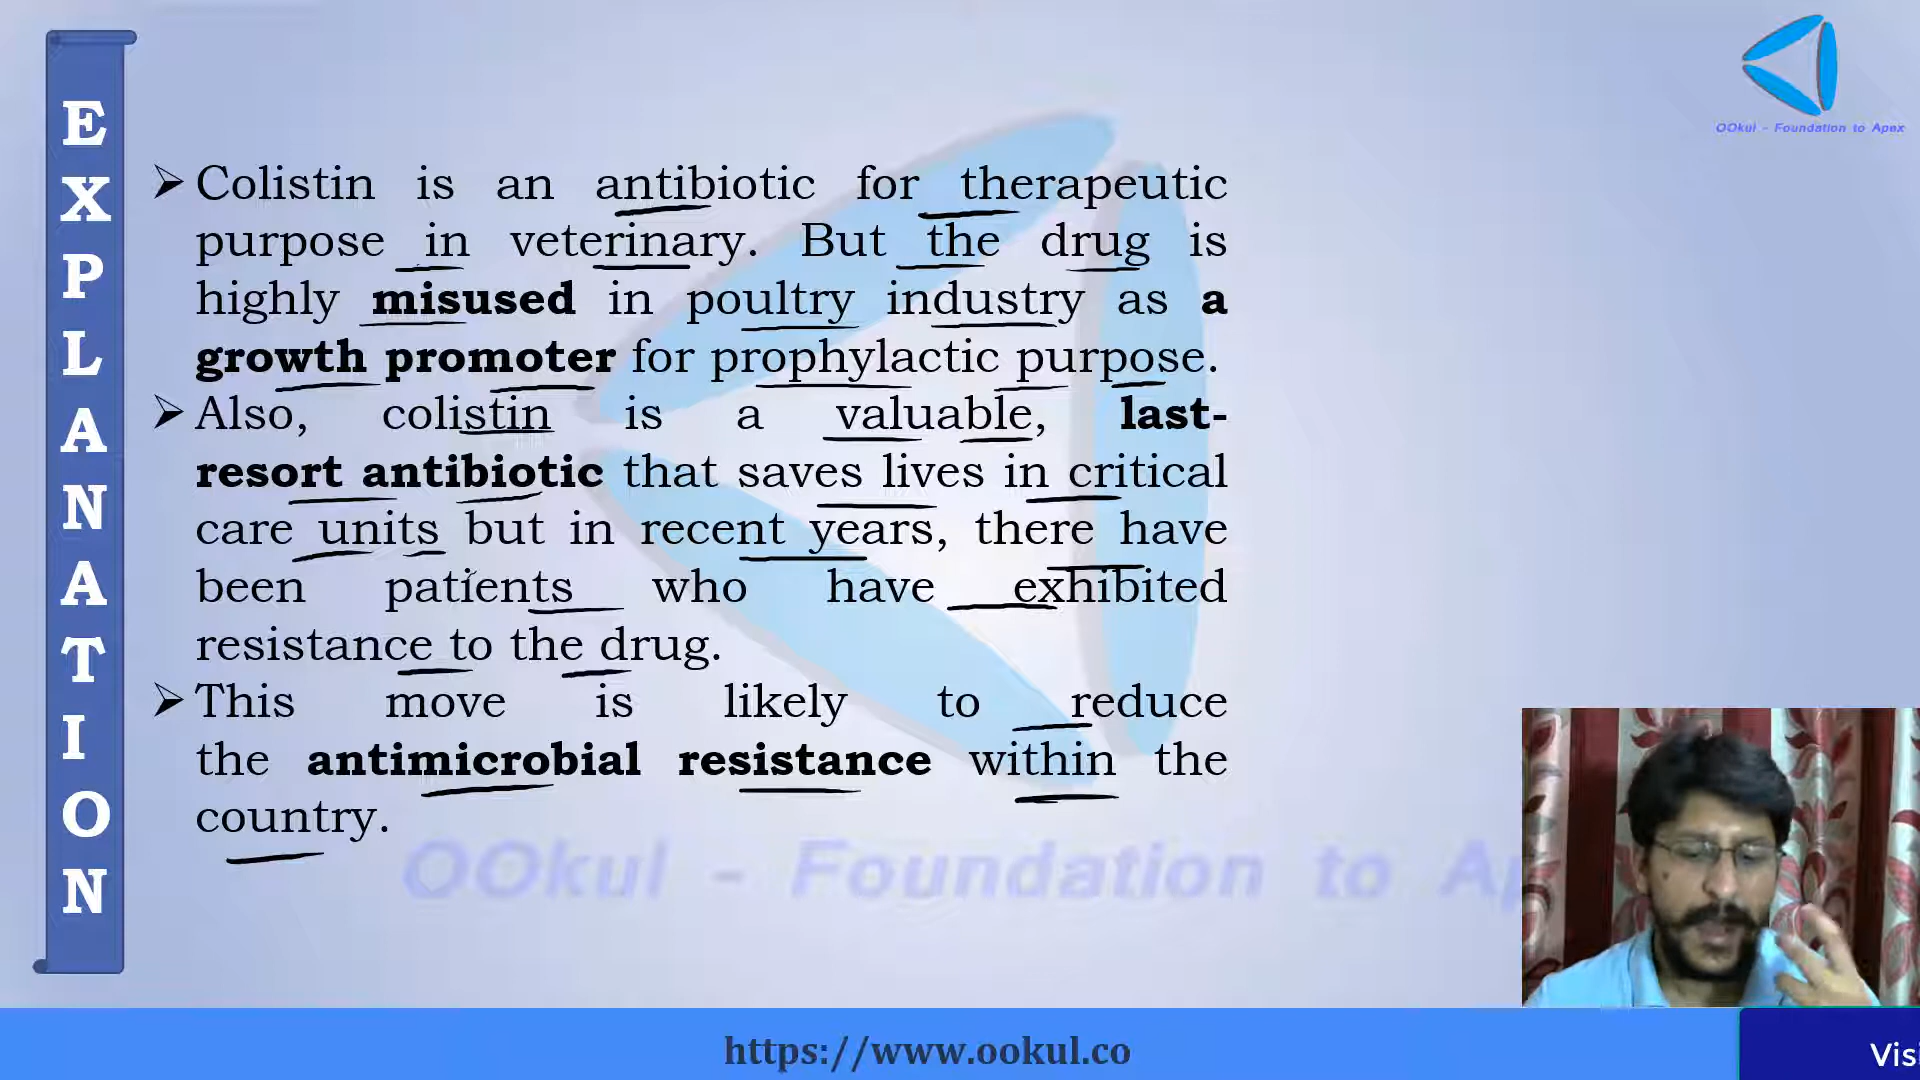 EXPLANATION
OOkul - Foundation to Apex
➢ Colistin is an antibiotic for therapeutic
purpose in veterinary. But the drug is
highly misused in poultry industry as a
growth promoter for prophylactic purpose.
➢ Also, colistin is a valuable, last-
resort antibiotic that saves lives in critical
care units but in recent years, there have
been patients who have exhibited
resistance to the drug.
➢ This move is likely to reduce
the antimicrobial resistance within the
country.
OOkul - Foundation to Ap
https://www.ookul.co
Visi